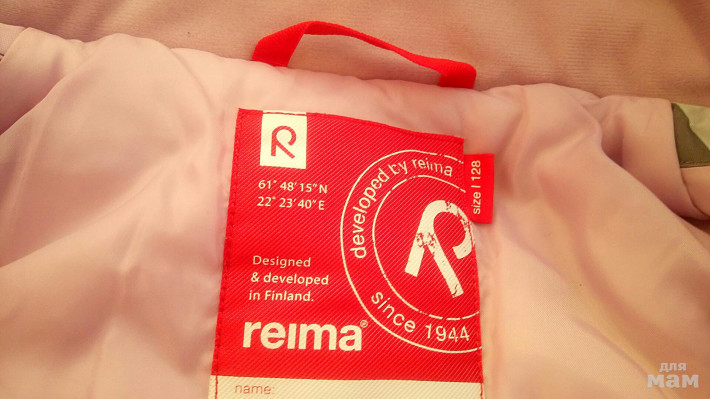 R
61° 48' 15" N
22° 23' 40" E
Designed
& developed
in Finland.
reima®
name:
developed by reima
since 1944
size | 128
для
мам